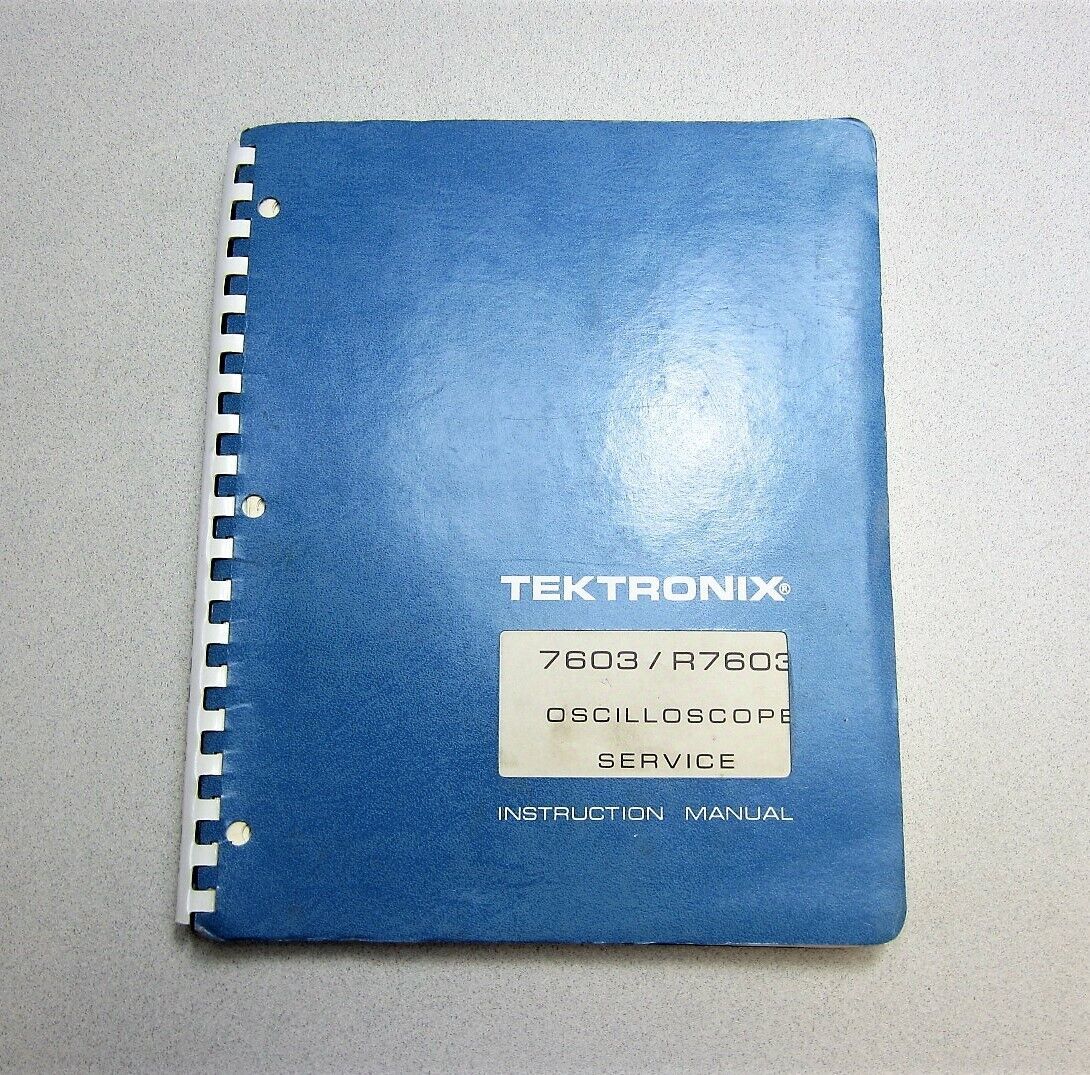 TEKTRONIX®
7603 / R7603
OSCILLOSCOPE
SERVICE
INSTRUCTION MANUAL